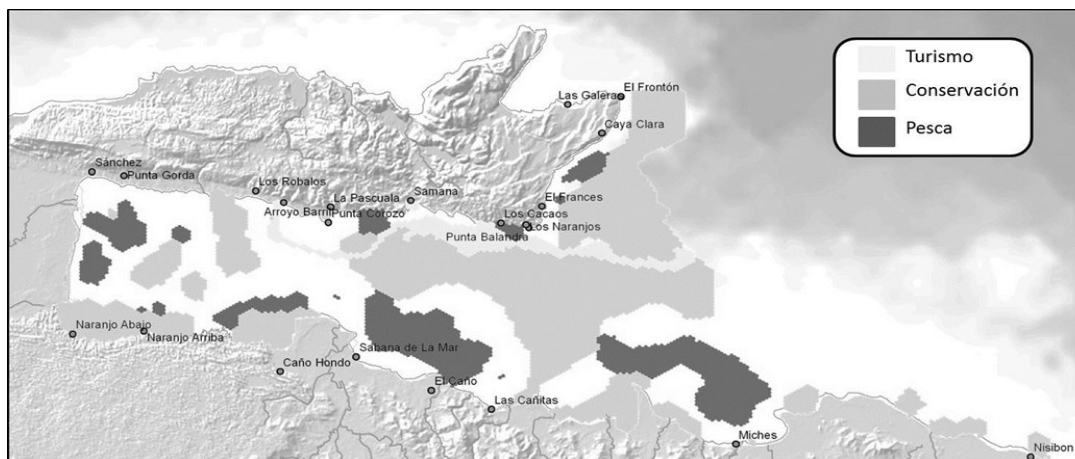 Turismo
Conservación
Pesca
Las Galera
El Frontón
Caya Clara
Sánchez
Punta Gorda
Los Robalos
La Pascuala
Samana
El Frances
Arroyo Barril
Punta Corozo
Los Cacaos
Punta Balandra
Los Naranjos
Naranjo Abajo
Naranjo Arriba
Sabana de La Mar
Caño Hondo
El Caño
Las Cañitas
Miches
Nisibon